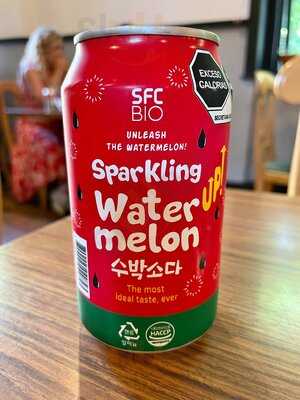 SFC
BIO
EXCESO
CALORÍAS
UNLEASH
THE WATERMELON!
Sparkling
UP!
Water
melon
수박소다
The most
ideal taste, ever
HACCP